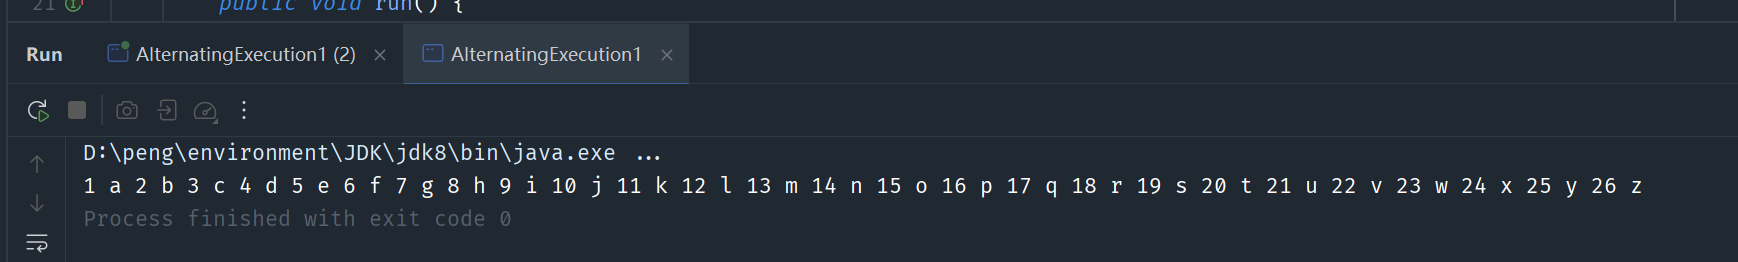 21 public void run() {
Run AlternatingExecution1 (2) AlternatingExecution1
D:\peng\environment\JDK\jdk8\bin\java.exe ...
1 a 2 b 3 c 4 d 5 e 6 f 7 g 8 h 9 i 10 j 11 k 12 l 13 m 14 n 15 o 16 p 17 q 18 r 19 s 20 t 21 u 22 v 23 w 24 x 25 y 26 z
Process finished with exit code 0